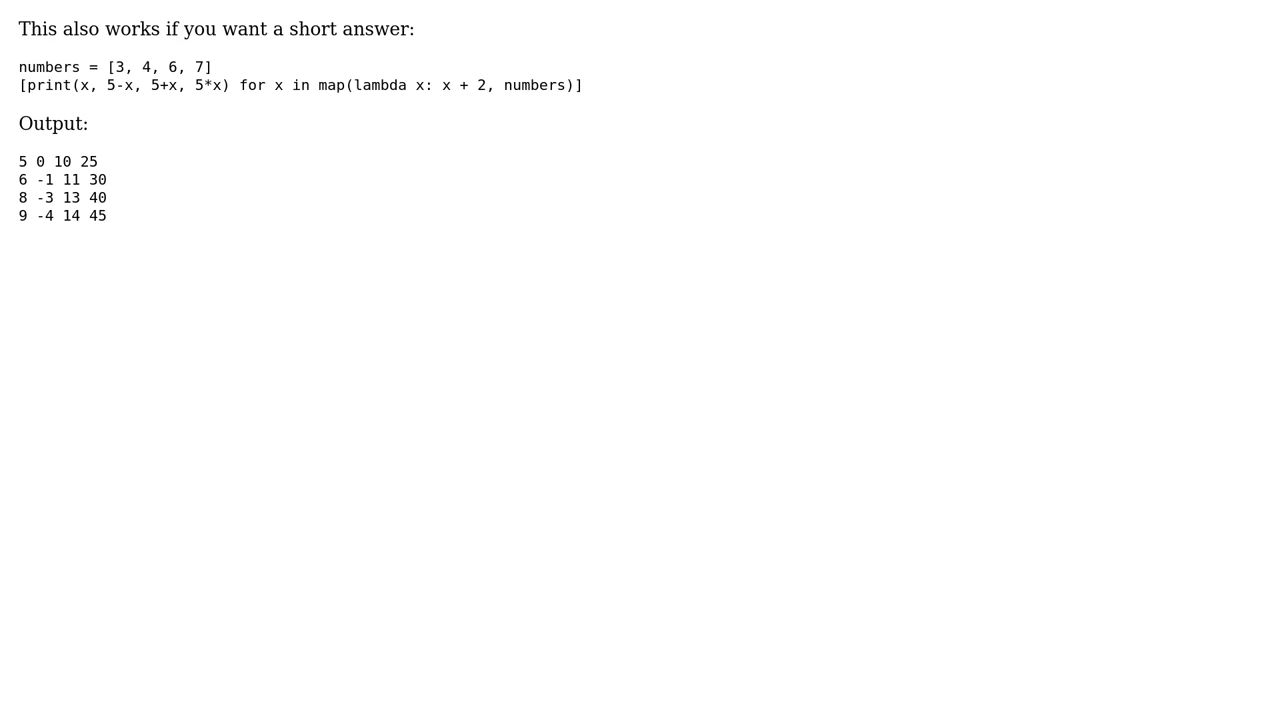 This also works if you want a short answer:
numbers = [3, 4, 6, 7]
[print(x, 5-x, 5+x, 5*x) for x in map(lambda x: x + 2, numbers)]
Output:
5 0 10 25
6 -1 11 30
8 -3 13 40
9 -4 14 45